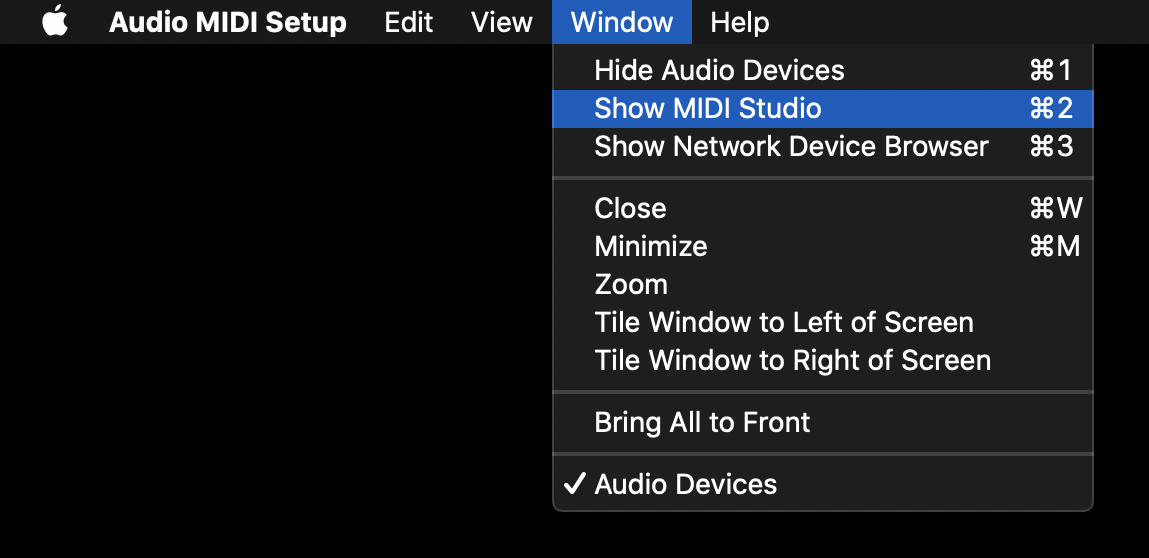 Audio MIDI Setup Edit View Window Help
Hide Audio Devices ⌘1
Show MIDI Studio ⌘2
Show Network Device Browser ⌘3
Close ⌘W
Minimize ⌘M
Zoom
Tile Window to Left of Screen
Tile Window to Right of Screen
Bring All to Front
✓ Audio Devices